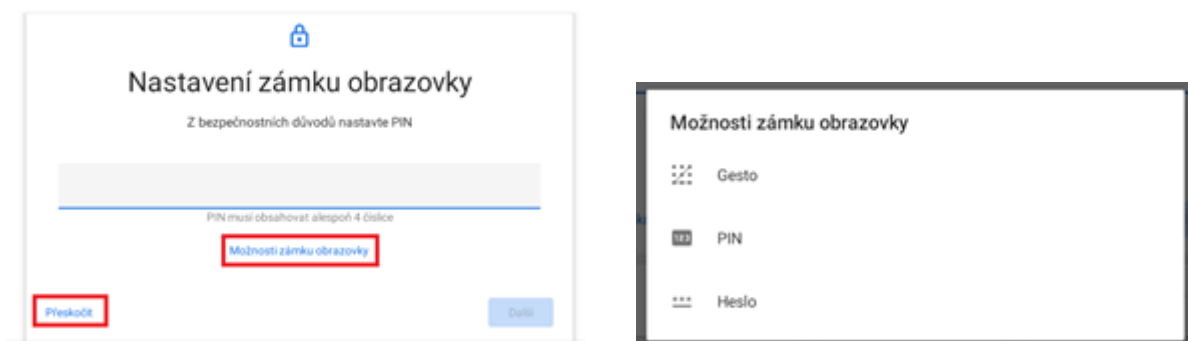 Nastavení zámku obrazovky
Z bezpečnostních důvodů nastavte PIN
PIN musí obsahovat alespoň 4 číslice
Možnosti zámku obrazovky
Přeskočit
Další
Možnosti zámku obrazovky
Gesto
123 PIN
Heslo